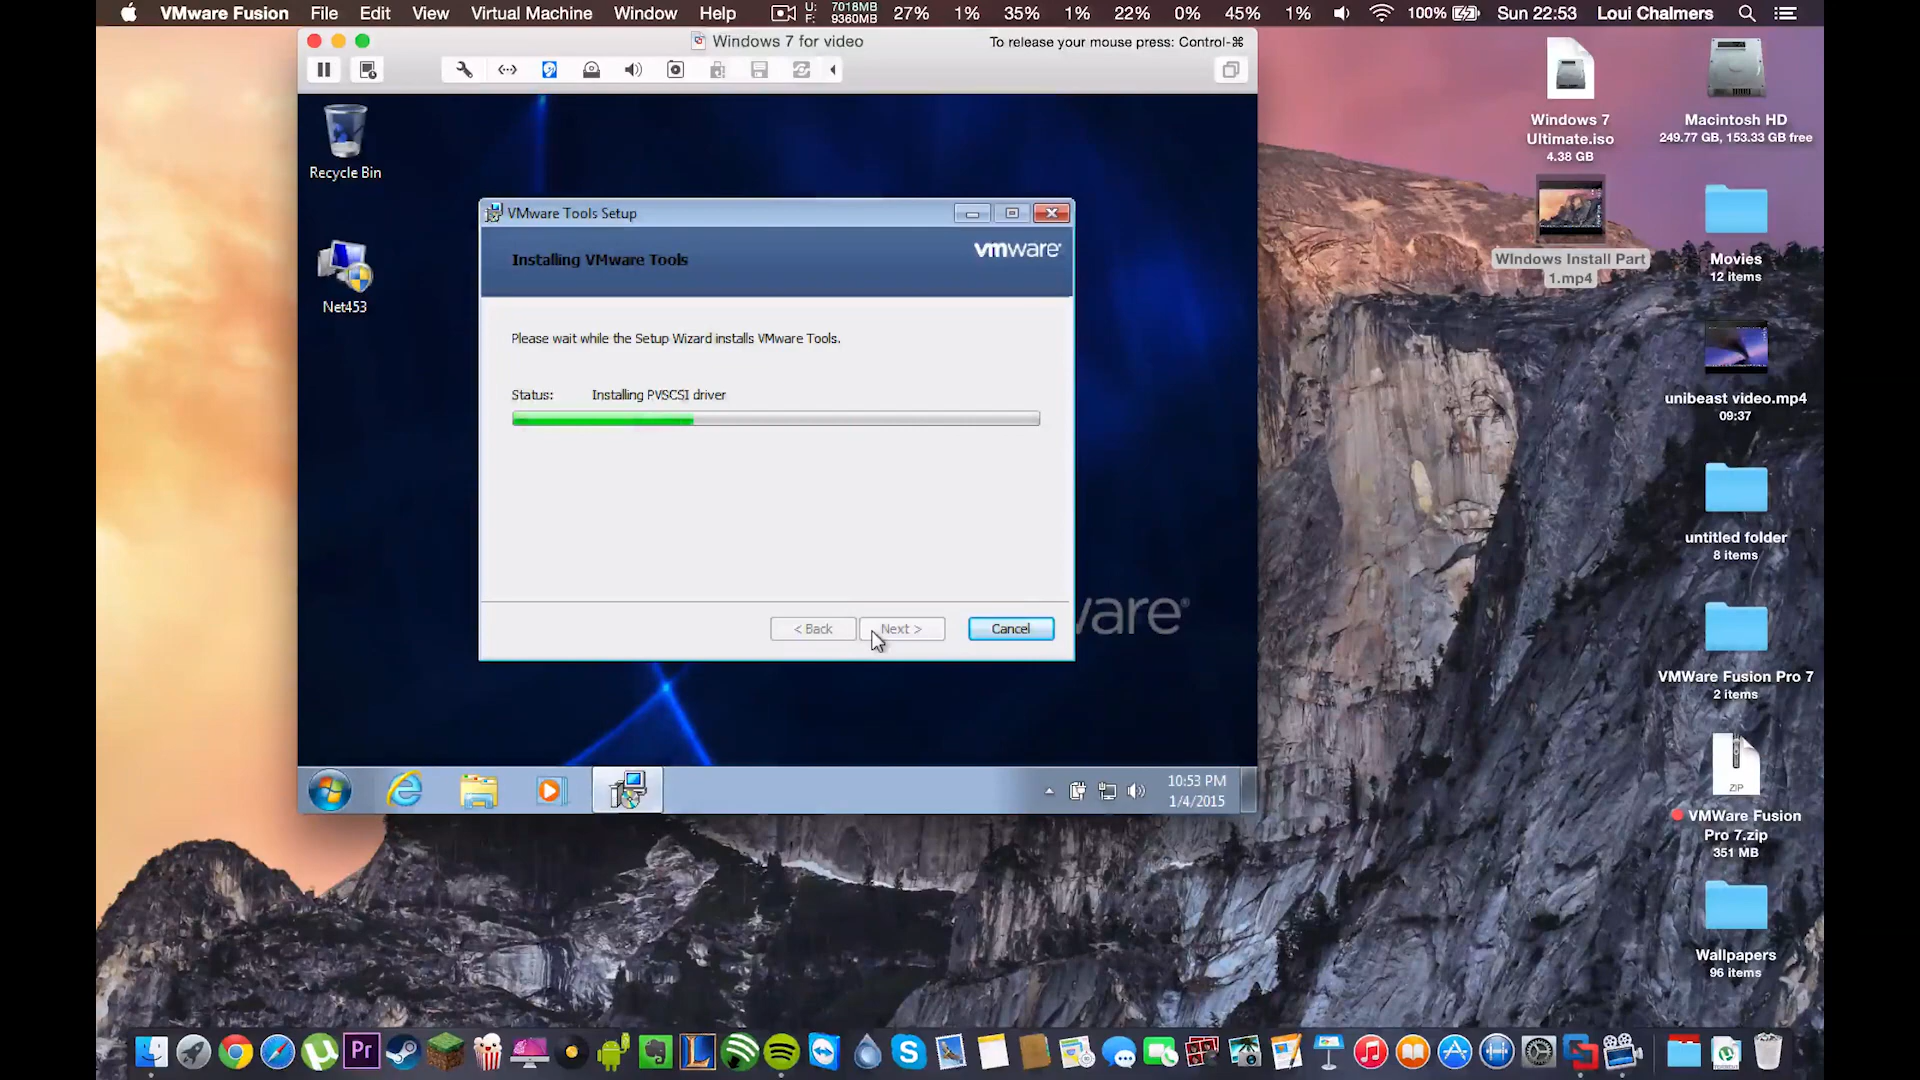 VMware Fusion File Edit View Virtual Machine Window Help U: 7018MB F: 9360MB 27% 1% 35% 1% 22% 0% 45% 1% 100% Sun 22:53 Loui Chalmers
Windows 7 for video
To release your mouse press: Control-⌘
Recycle Bin
Net453
VMware Tools Setup
Installing VMware Tools
vmware®
Please wait while the Setup Wizard installs VMware Tools.
Status: Installing PVSCSI driver
< Back Next > Cancel
ware®
10:53 PM
1/4/2015
Windows 7
Ultimate.iso
4.38 GB
WIndows Install Part
1.mp4
Macintosh HD
249.77 GB, 153.33 GB free
Movies
12 items
unibeast video.mp4
09:37
untitled folder
8 items
VMWare Fusion Pro 7
2 items
ZIP
VMWare Fusion
Pro 7.zip
351 MB
Wallpapers
96 items
Pr